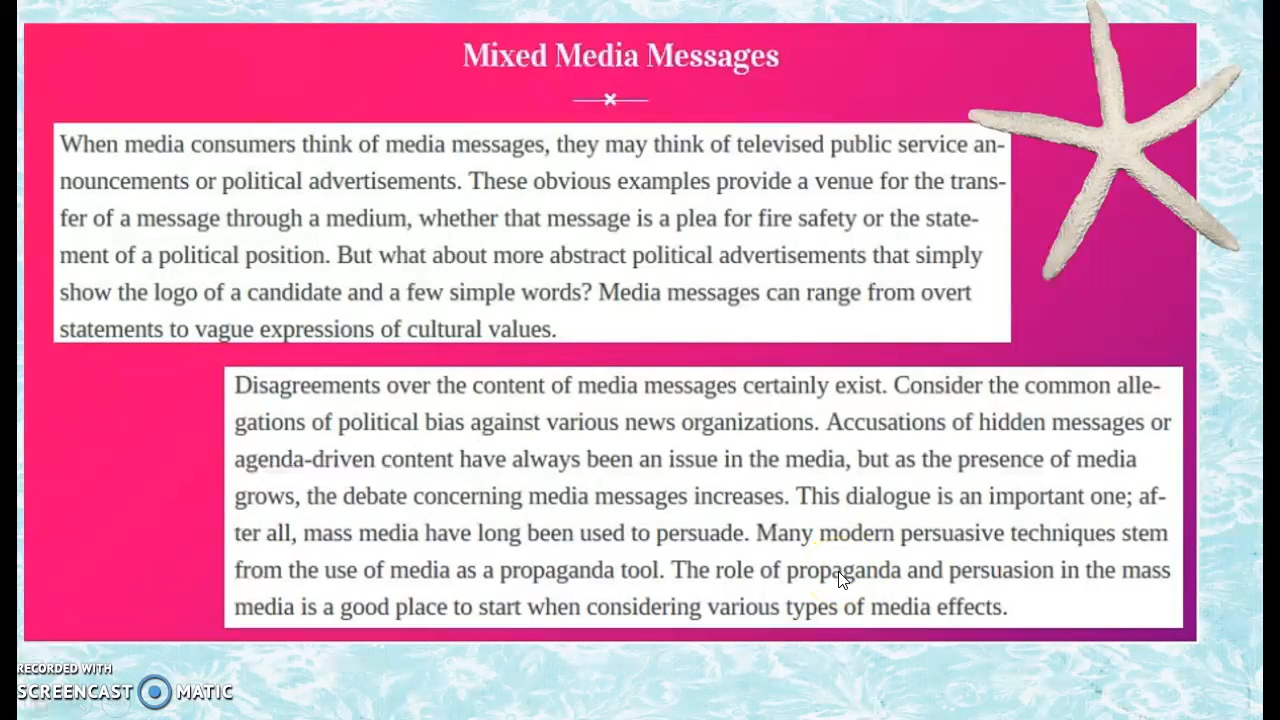 Mixed Media Messages
When media consumers think of media messages, they may think of televised public service an-
nouncements or political advertisements. These obvious examples provide a venue for the trans-
fer of a message through a medium, whether that message is a plea for fire safety or the state-
ment of a political position. But what about more abstract political advertisements that simply
show the logo of a candidate and a few simple words? Media messages can range from overt
statements to vague expressions of cultural values.
Disagreements over the content of media messages certainly exist. Consider the common alle-
gations of political bias against various news organizations. Accusations of hidden messages or
agenda-driven content have always been an issue in the media, but as the presence of media
grows, the debate concerning media messages increases. This dialogue is an important one; af-
ter all, mass media have long been used to persuade. Many modern persuasive techniques stem
from the use of media as a propaganda tool. The role of propaganda and persuasion in the mass
media is a good place to start when considering various types of media effects.
RECORDED WITH
SCREENCAST MATIC